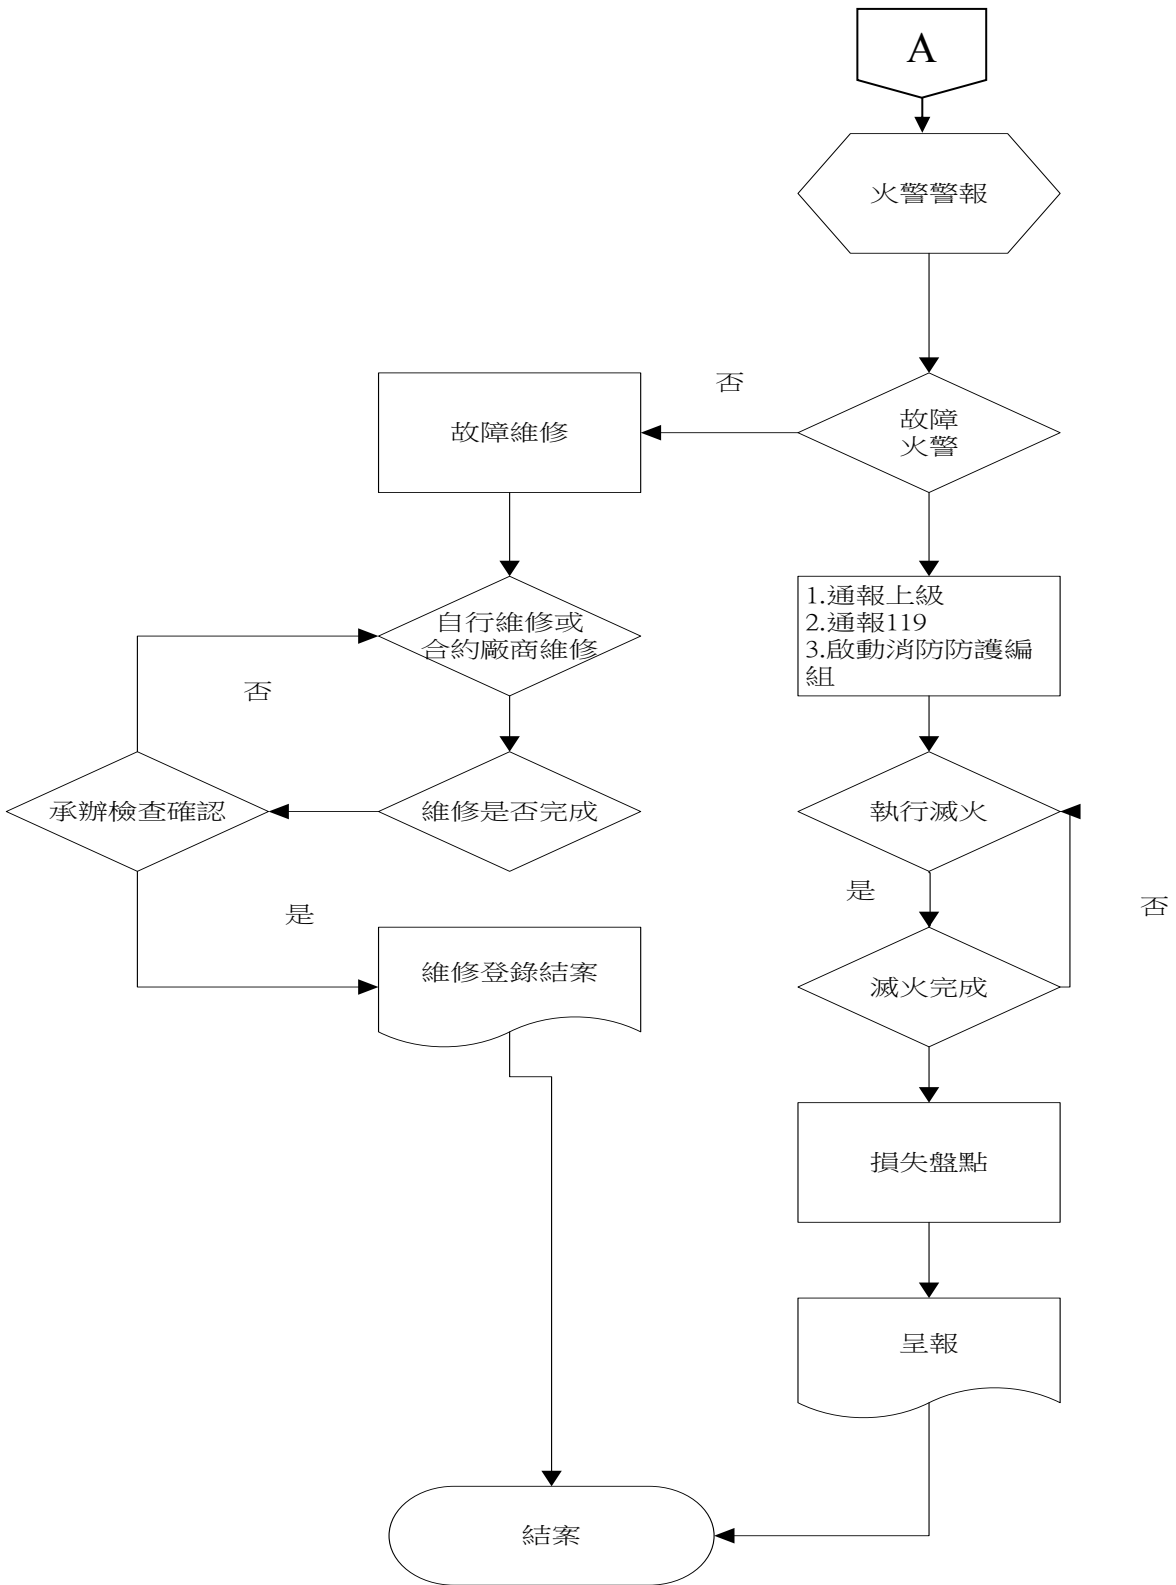 A
火警警報
否
故障
火警
故障維修
1.通報上級
2.通報119
3.啟動消防防護編
組
自行維修或
合約廠商維修
否
承辦檢查確認
維修是否完成
執行滅火
是
否
是
維修登錄結案
滅火完成
損失盤點
呈報
結案